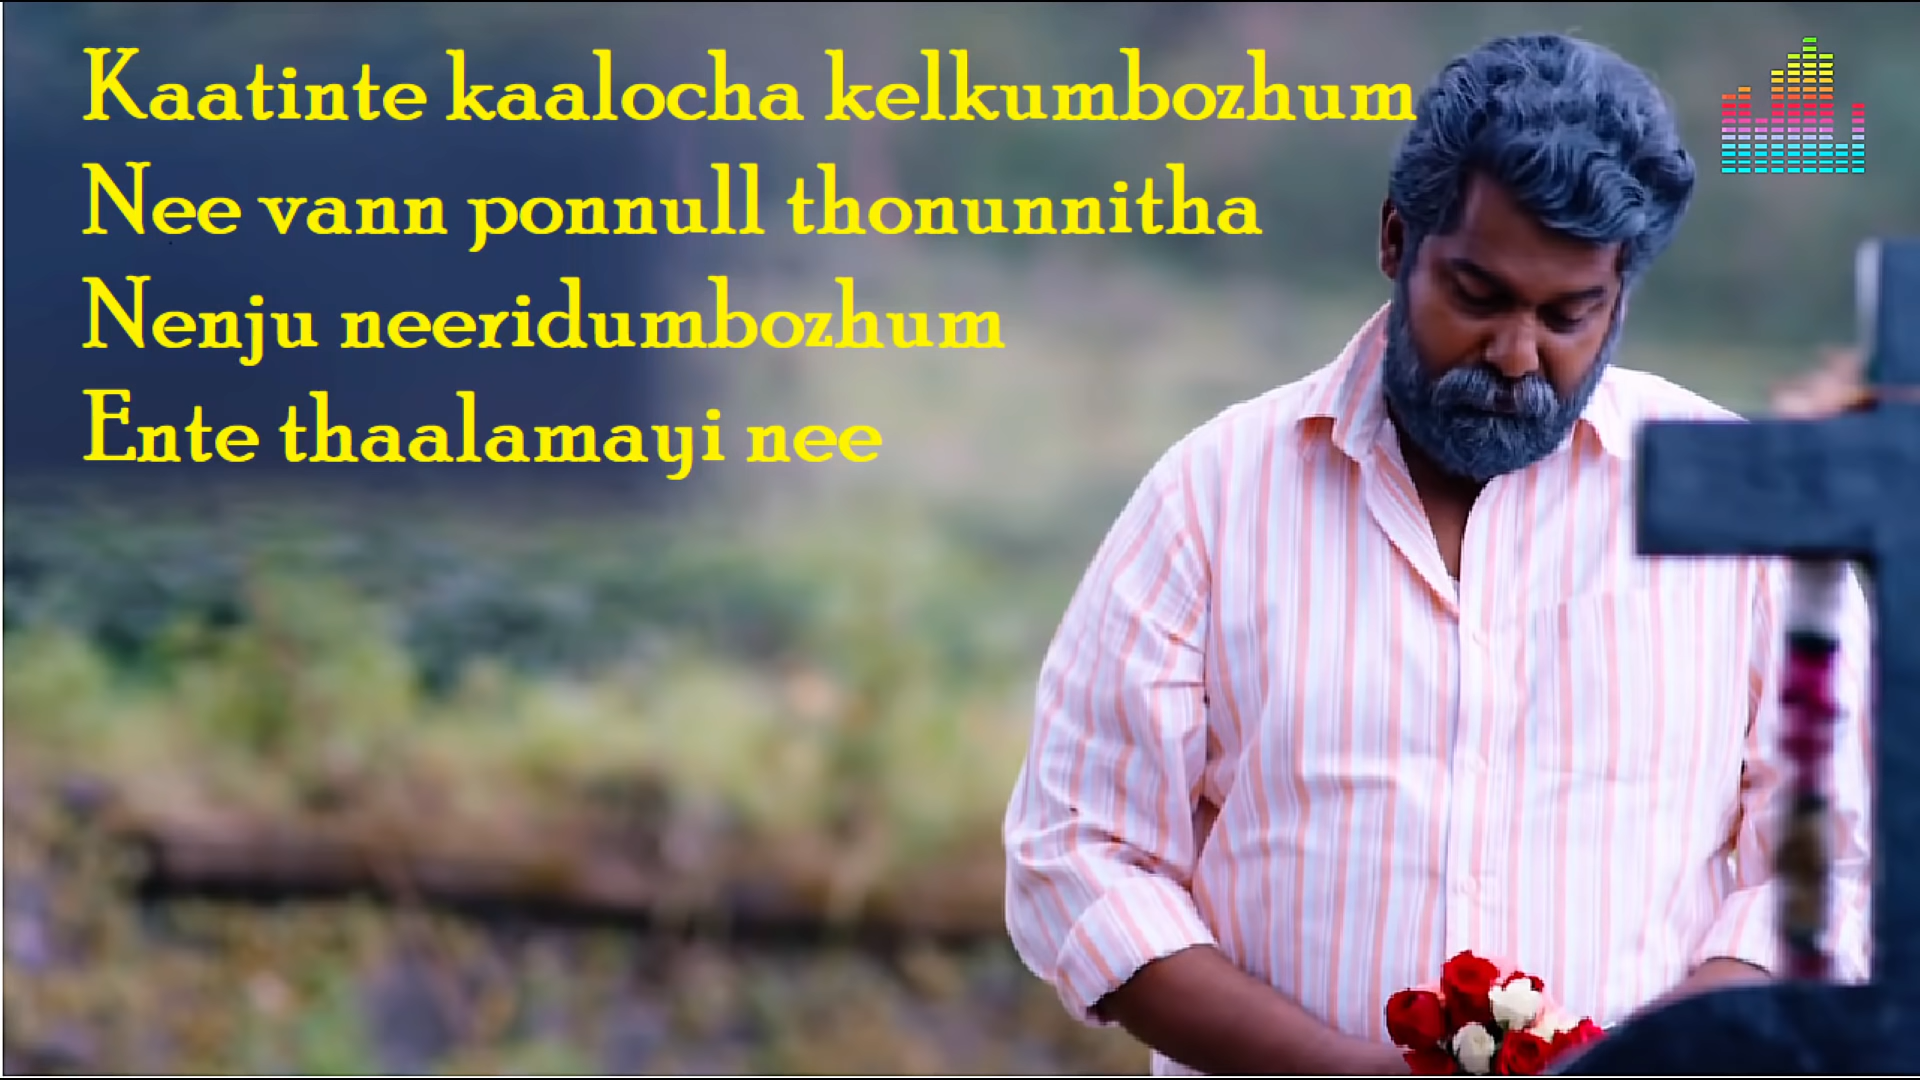 Kaatinte kaalocha kelkumbozhum
Nee vann ponnull thonunnitha
Nenju neeridumbozhum
Ente thaalamayi nee